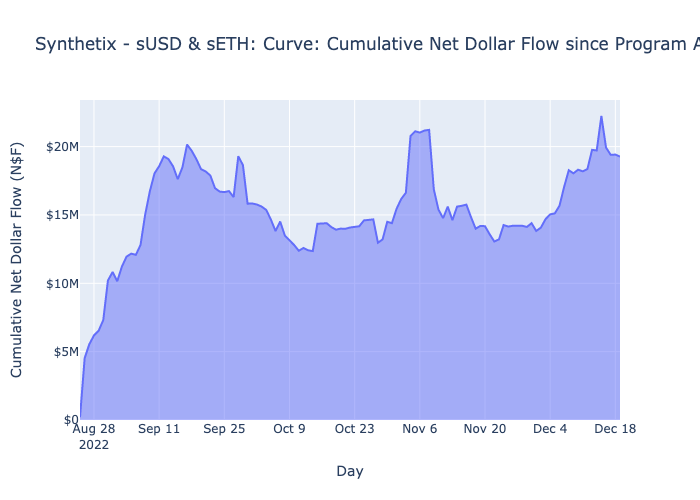 Synthetix - sUSD & sETH: Curve: Cumulative Net Dollar Flow since Program A
Cumulative Net Dollar Flow (N$F)
$20M
$15M
$10M
$5M
$0
Aug 28 Sep 11 Sep 25 Oct 9 Oct 23 Nov 6 Nov 20 Dec 4 Dec 18
2022
Day